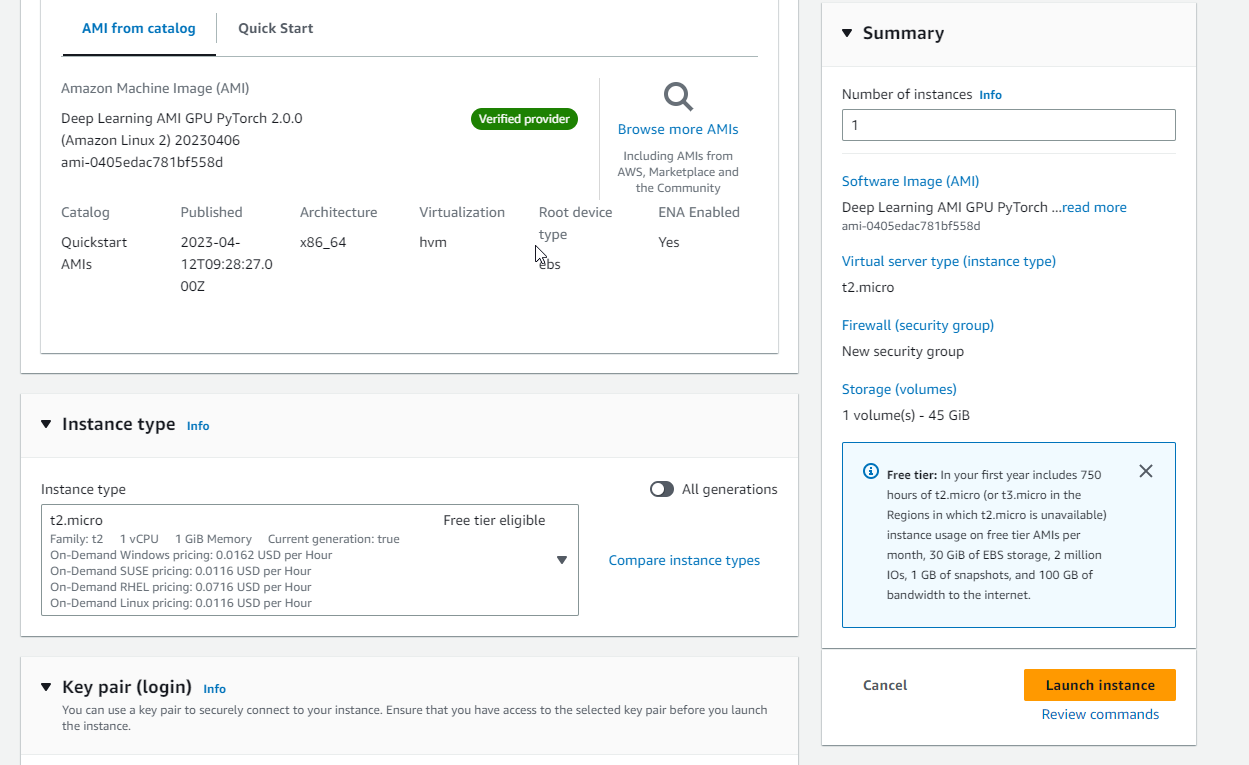 AMI from catalog
Quick Start
Amazon Machine Image (AMI)
Deep Learning AMI GPU PyTorch 2.0.0
(Amazon Linux 2) 20230406
ami-0405edac781bf558d
Verified provider
Browse more AMIs
Including AMIs from
AWS, Marketplace and
the Community
Catalog
Quickstart
AMIs
Published
2023-04-
12T09:28:27.0
00Z
Architecture
x86_64
Virtualization
hvm
Root device
type
ebs
ENA Enabled
Yes
Instance type Info
Instance type
All generations
t2.micro
Free tier eligible
Family: t2 1 vCPU 1 GiB Memory Current generation: true
On-Demand Windows pricing: 0.0162 USD per Hour
On-Demand SUSE pricing: 0.0116 USD per Hour
On-Demand RHEL pricing: 0.0716 USD per Hour
On-Demand Linux pricing: 0.0116 USD per Hour
Compare instance types
Key pair (login) Info
You can use a key pair to securely connect to your instance. Ensure that you have access to the selected key pair before you launch
the instance.
Summary
Number of instances Info
1
Software Image (AMI)
Deep Learning AMI GPU PyTorch ...read more
ami-0405edac781bf558d
Virtual server type (instance type)
t2.micro
Firewall (security group)
New security group
Storage (volumes)
1 volume(s) - 45 GiB
Free tier: In your first year includes 750
hours of t2.micro (or t3.micro in the
Regions in which t2.micro is unavailable)
instance usage on free tier AMIs per
month, 30 GiB of EBS storage, 2 million
IOs, 1 GB of snapshots, and 100 GB of
bandwidth to the internet.
Cancel
Launch instance
Review commands